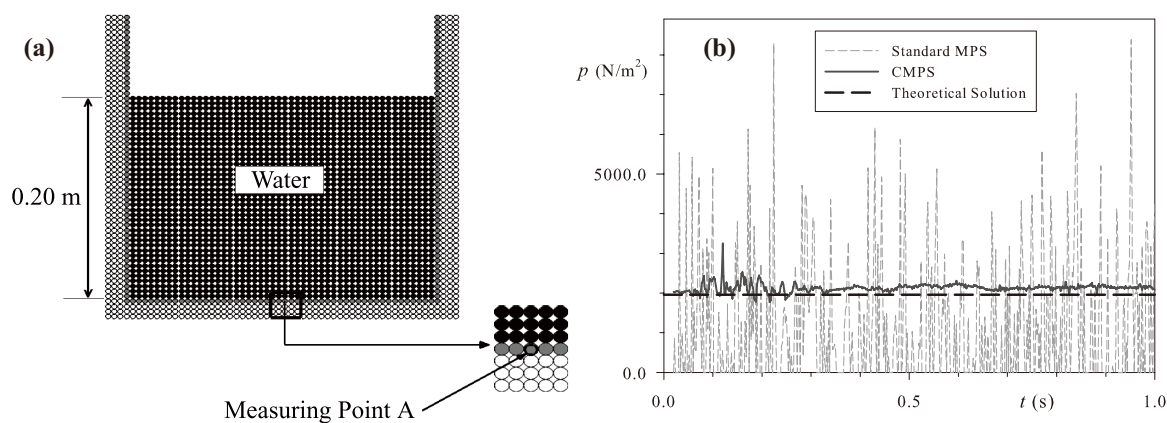 (a)
Water
0.20 m
Measuring Point A
(b)
p (N/m²)
Standard MPS
CMPS
Theoretical Solution
5000.0
0.0
0.0
0.5
t (s)
1.0